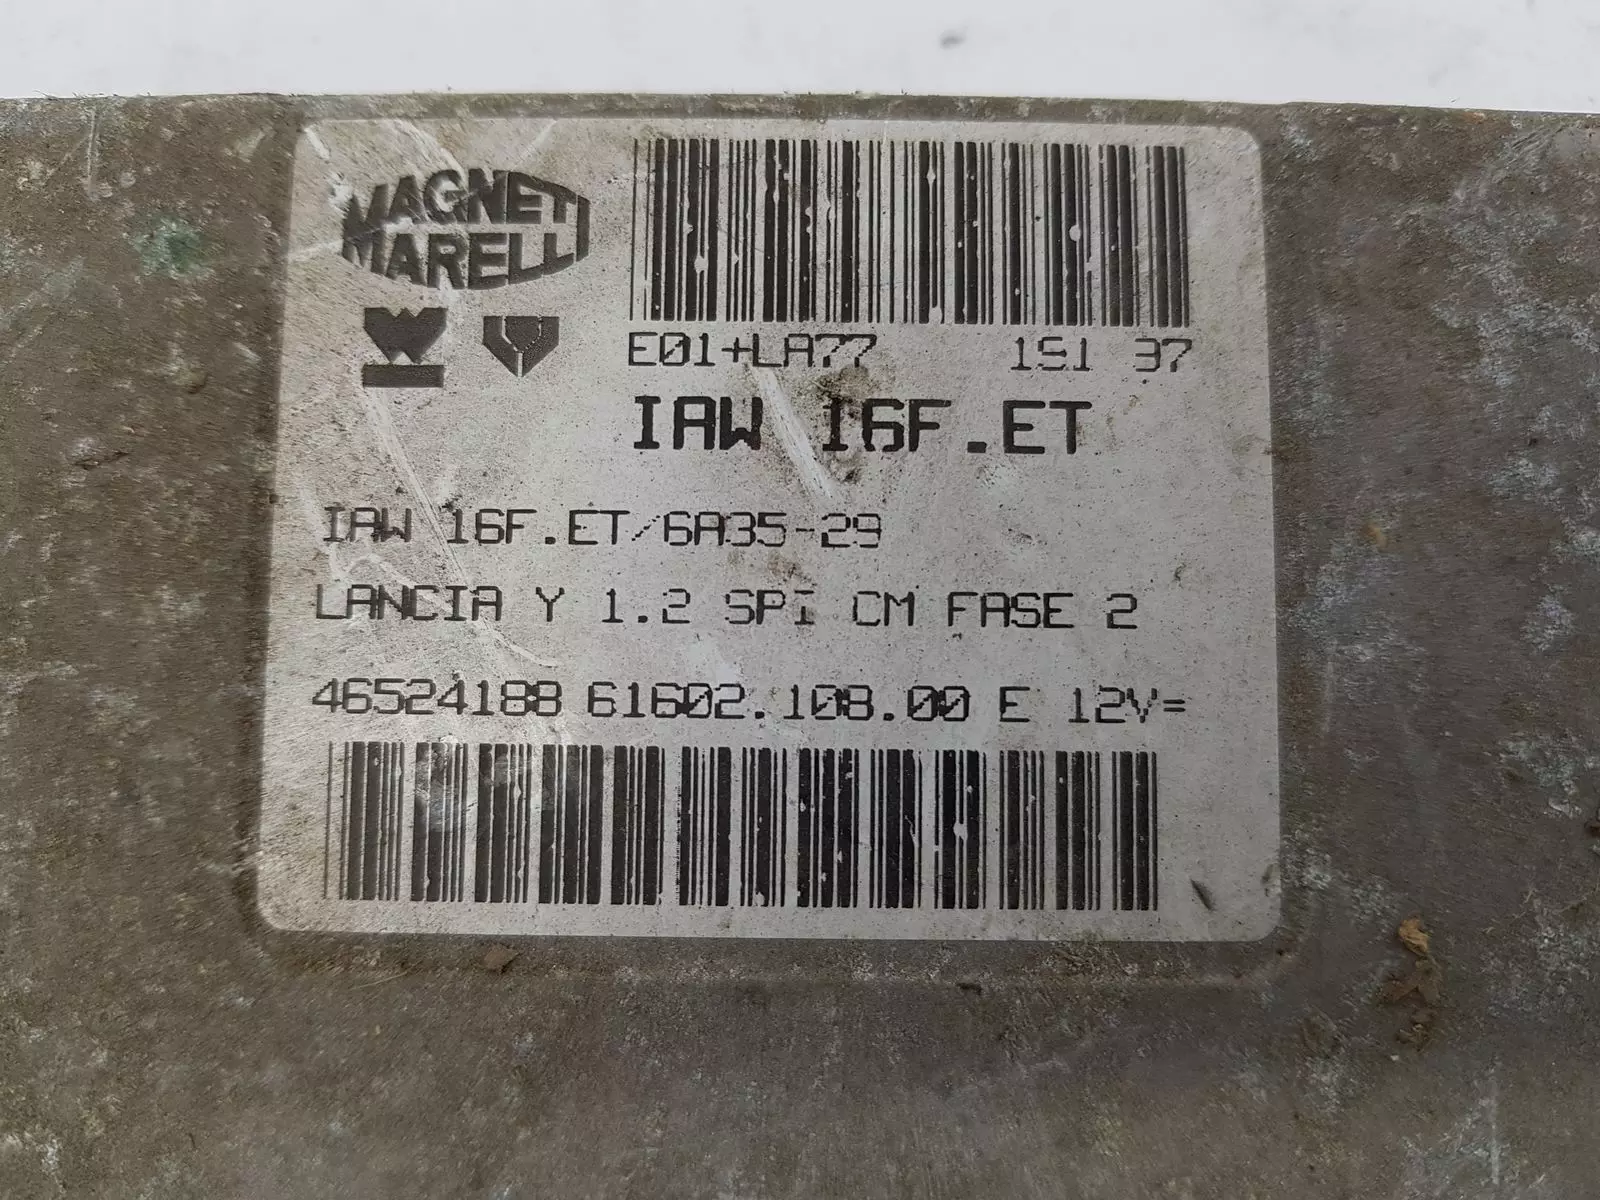 MAGNETI
MARELLI
E01+LA77 151 37
IAW 16F.ET
IAW 16F.ET/6A35-29
LANCIA Y 1.2 SPI CM FASE 2
46524188 61602.108.00 E 12V=